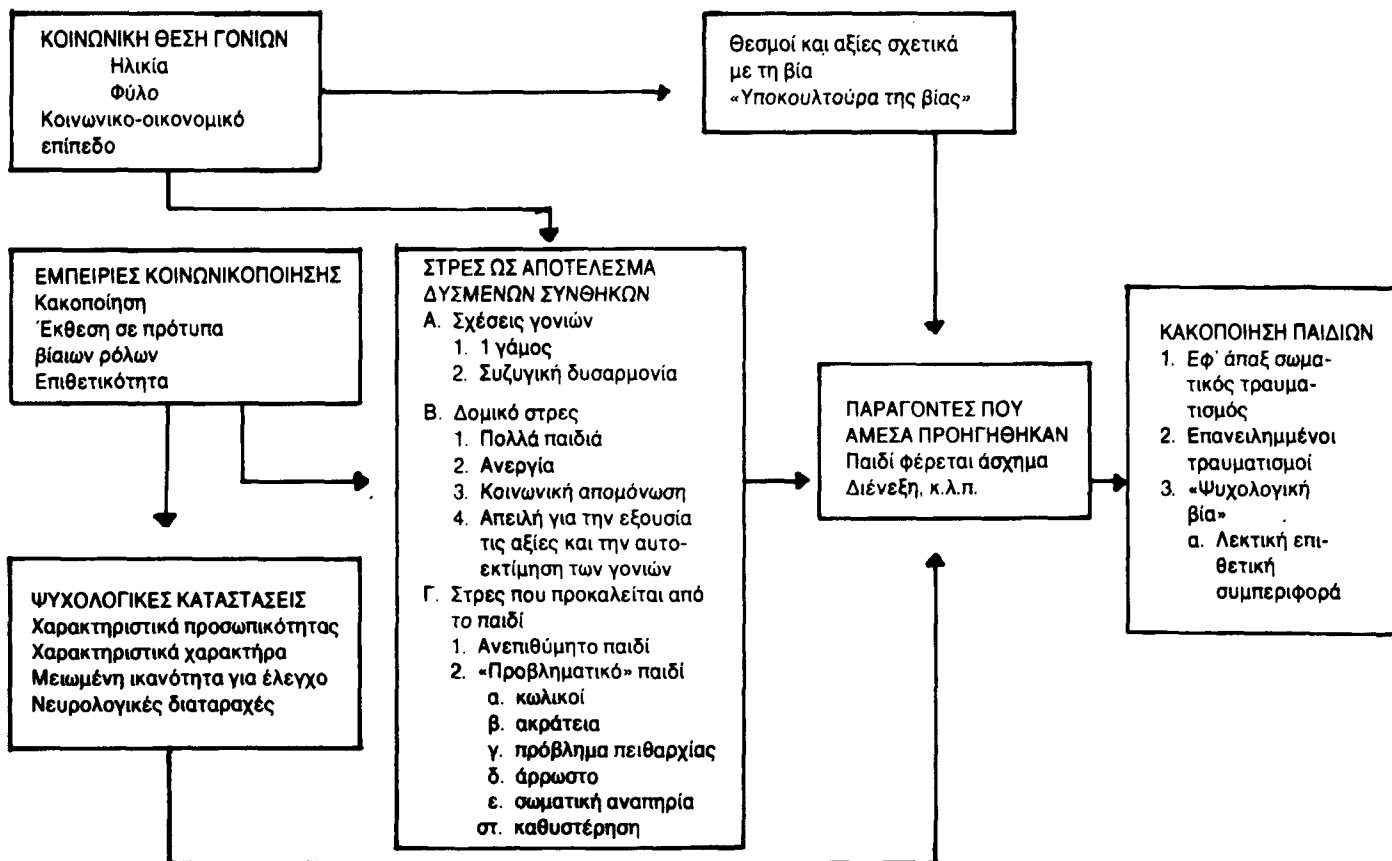 ΚΟΙΝΩΝΙΚΗ ΘΕΣΗ ΓΟΝΙΩΝ
Ηλικία
Φύλο
Κοινωνικο-οικονομικό
επίπεδο
Θεσμοί και αξίες σχετικά
με τη βία
«Υποκουλτούρα της βίας»
ΕΜΠΕΙΡΙΕΣ ΚΟΙΝΩΝΙΚΟΠΟΙΗΣΗΣ
Κακοποίηση
Έκθεση σε πρότυπα
βίαιων ρόλων
Επιθετικότητα
ΨΥΧΟΛΟΓΙΚΕΣ ΚΑΤΑΣΤΑΣΕΙΣ
Χαρακτηριστικά προσωπικότητας
Χαρακτηριστικά χαρακτήρα
Μειωμένη ικανότητα για έλεγχο
Νευρολογικές διαταραχές
ΣΤΡΕΣ ΩΣ ΑΠΟΤΕΛΕΣΜΑ
ΔΥΣΜΕΝΩΝ ΣΥΝΘΗΚΩΝ
Α. Σχέσεις γονιών
1. 1 γάμος
2. Συζυγική δυσαρμονία
Β. Δομικό στρες
1. Πολλά παιδιά
2. Ανεργία
3. Κοινωνική απομόνωση
4. Απειλή για την εξουσία
τις αξίες και την αυτο-
εκτίμηση των γονιών
Γ. Στρες που προκαλείται από
το παιδί
1. Ανεπιθύμητο παιδί
2. «Προβληματικό» παιδί
α. κωλικοί
β. ακράτεια
γ. πρόβλημα πειθαρχίας
δ. άρρωστο
ε. σωματική αναπηρία
στ. καθυστέρηση
ΠΑΡΑΓΟΝΤΕΣ ΠΟΥ
ΑΜΕΣΑ ΠΡΟΗΓΗΘΗΚΑΝ
Παιδί φέρεται άσχημα
Διένεξη, κ.λ.π.
ΚΑΚΟΠΟΙΗΣΗ ΠΑΙΔΙΩΝ
1. Εφ' άπαξ σωμα-
τικός τραυμα-
τισμός
2. Επανειλημμένοι
τραυματισμοί
3. «Ψυχολογική
βία»
α. Λεκτική επι-
θετική
συμπεριφορά